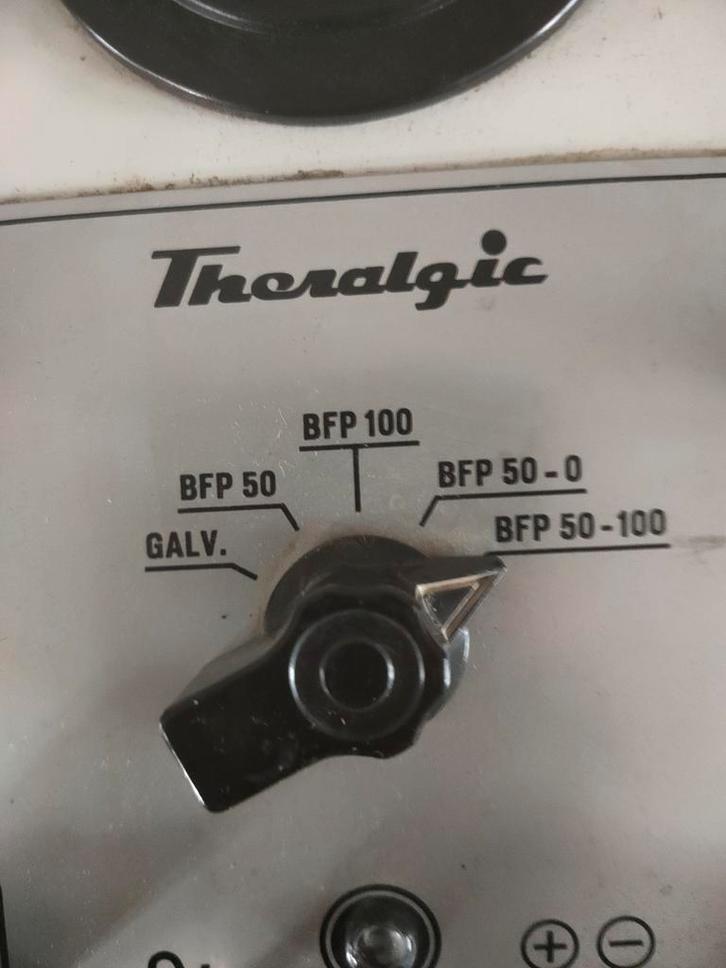 Theralgic
BFP 100
BFP 50
BFP 50-0
GALV.
BFP 50-100
+ −